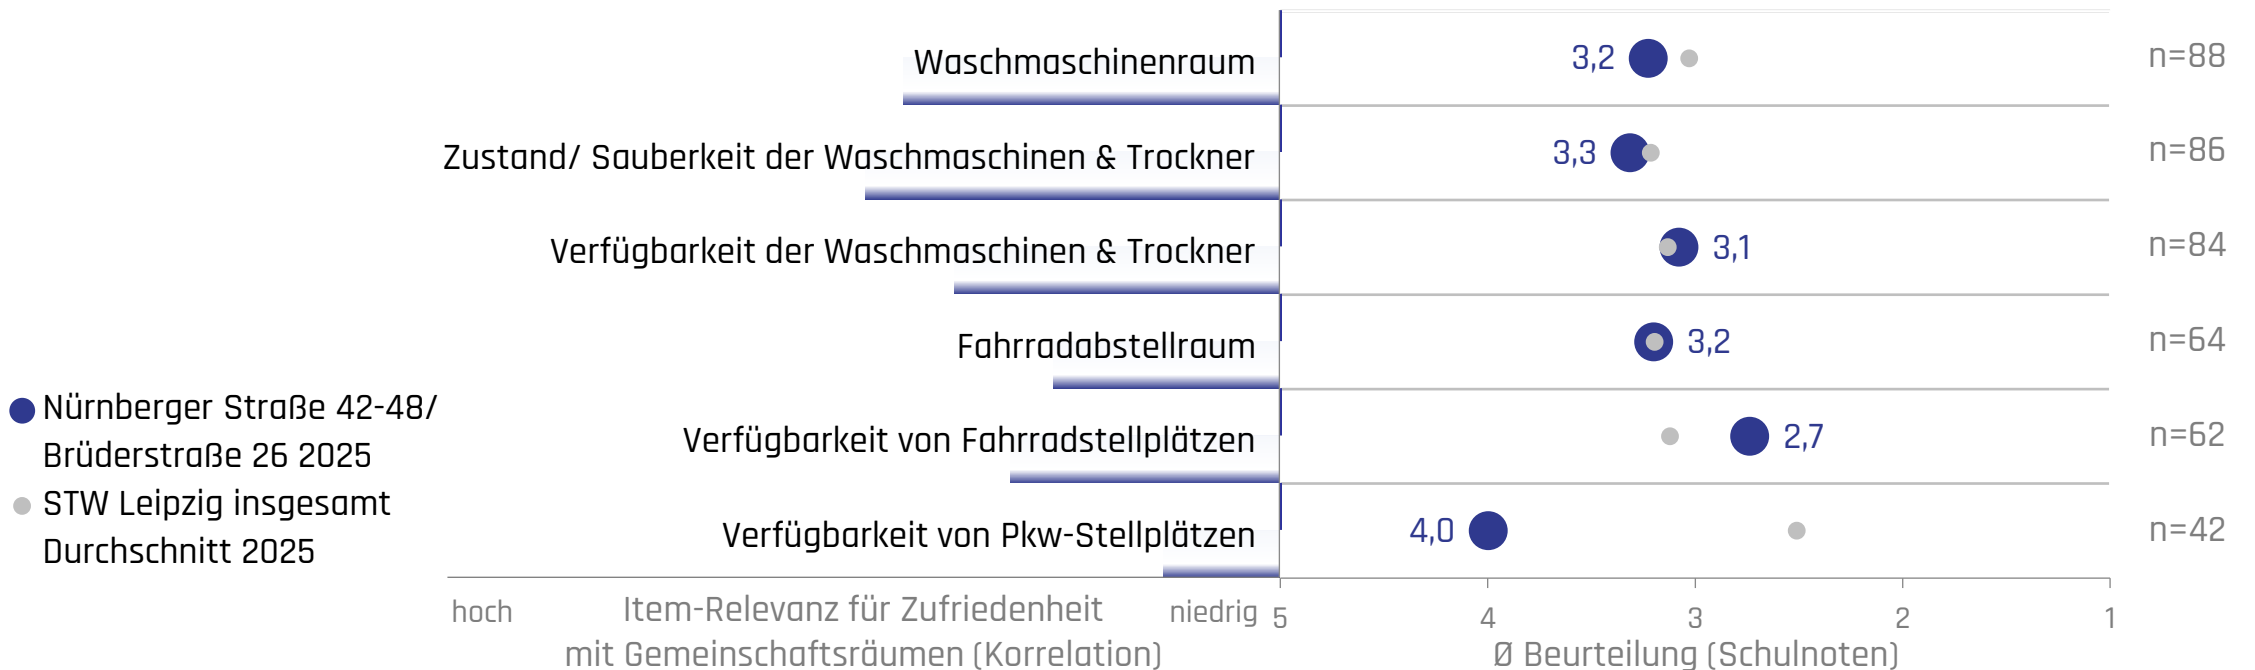 Waschmaschinenraum 3,2 n=88
Zustand/ Sauberkeit der Waschmaschinen & Trockner 3,3 n=86
Verfügbarkeit der Waschmaschinen & Trockner 3,1 n=84
Fahrradabstellraum 3,2 n=64
Verfügbarkeit von Fahrradstellplätzen 2,7 n=62
Verfügbarkeit von Pkw-Stellplätzen 4,0 n=42
Nürnberger Straße 42-48/
Brüderstraße 26 2025
STW Leipzig insgesamt
Durchschnitt 2025
hoch Item-Relevanz für Zufriedenheit niedrig
mit Gemeinschaftsräumen (Korrelation)
5 4 3 2 1
Ø Beurteilung (Schulnoten)